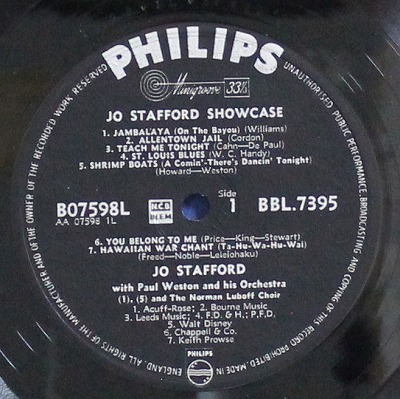 PHILIPS
Minigroove 33⅓
JO STAFFORD SHOWCASE
1. JAMBALAYA (On The Bayou) (Williams)
2. ALLENTOWN JAIL (Gordon)
3. TEACH ME TONIGHT (Cahn—De Paul)
4. ST. LOUIS BLUES (W. C. Handy)
5. SHRIMP BOATS (A Comin'-There's Dancin' Tonight)
(Howard—Weston)
B07598L
AA 07598 1L
N.C.B.
B.I.E.M.
Side
1
BBL.7395
6. YOU BELONG TO ME (Price—King—Stewart)
7. HAWAIIAN WAR CHANT (Ta-Hu-Wa-Hu-Wai)
(Freed—Noble—Leleiohaku)
JO STAFFORD
with Paul Weston and his Orchestra
(1), (5) and The Norman Luboff Choir
1. Acuff-Rose; 2. Bourne Music
3. Leeds Music; 4. F.D. & H.; P.F.D.
5. Walt Disney
6. Chappell & Co.
7. Keith Prowse
PHILIPS
ALL RIGHTS OF THE MANUFACTURER AND OF THE OWNER OF THE RECORDED WORK RESERVED
UNAUTHORISED PUBLIC PERFORMANCE, BROADCASTING AND COPYING OF THIS RECORD PROHIBITED. MADE IN ENGLAND.